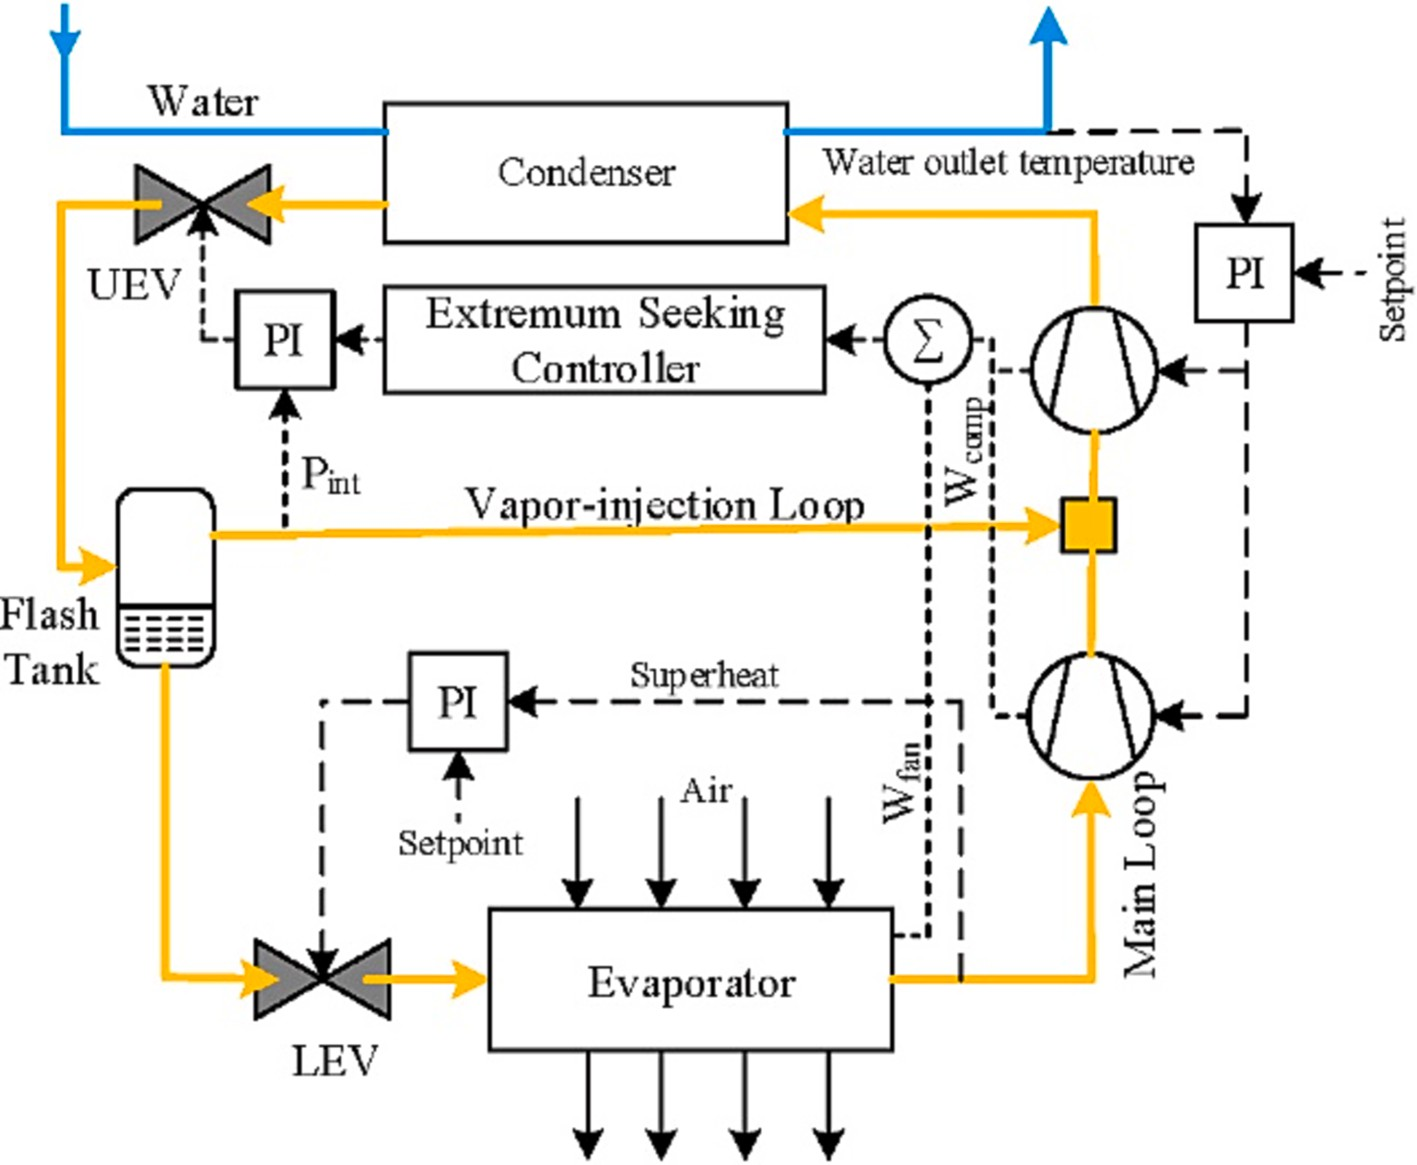 Water
Condenser
Water outlet temperature
UEV
PI
Setpoint
PI
Extremum Seeking
Controller
Σ
Wcomp
Pint
Vapor-injection Loop
Flash
Tank
PI
Superheat
Setpoint
Air
Wfan
Main Loop
Evaporator
LEV